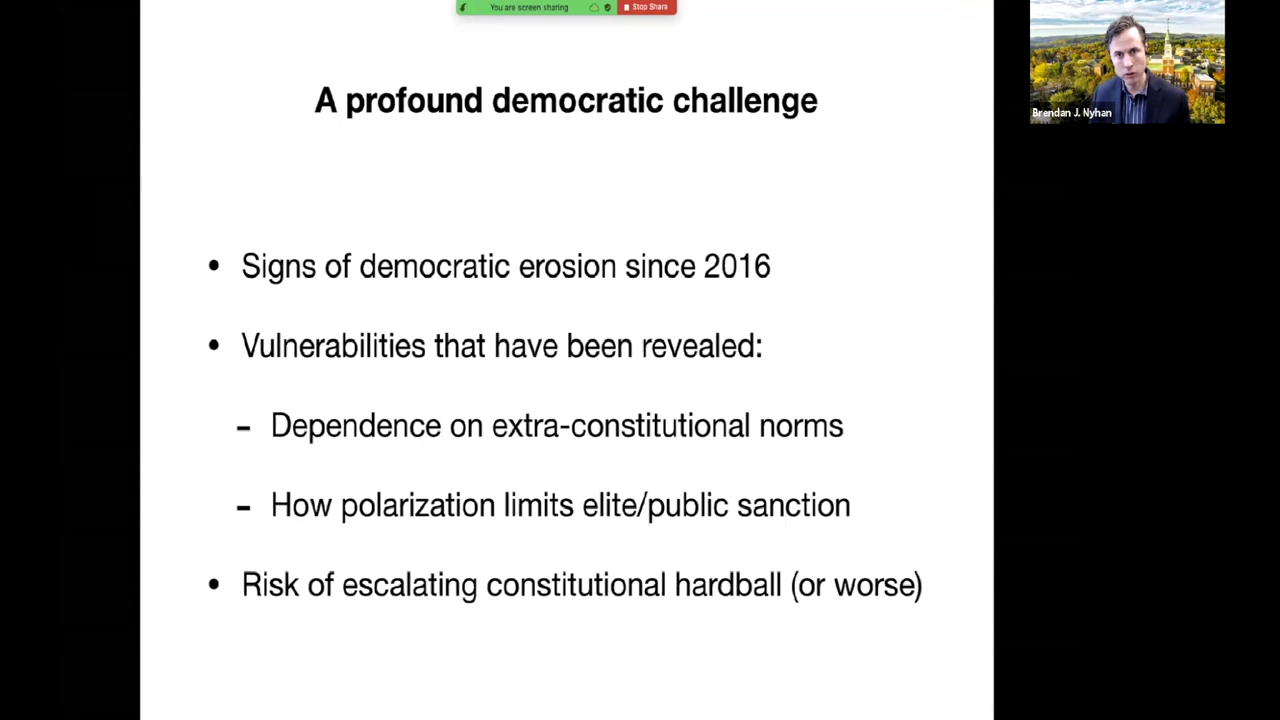 You are screen sharing
Stop Share
A profound democratic challenge
Brendan J. Nyhan
• Signs of democratic erosion since 2016
• Vulnerabilities that have been revealed:
- Dependence on extra-constitutional norms
- How polarization limits elite/public sanction
• Risk of escalating constitutional hardball (or worse)